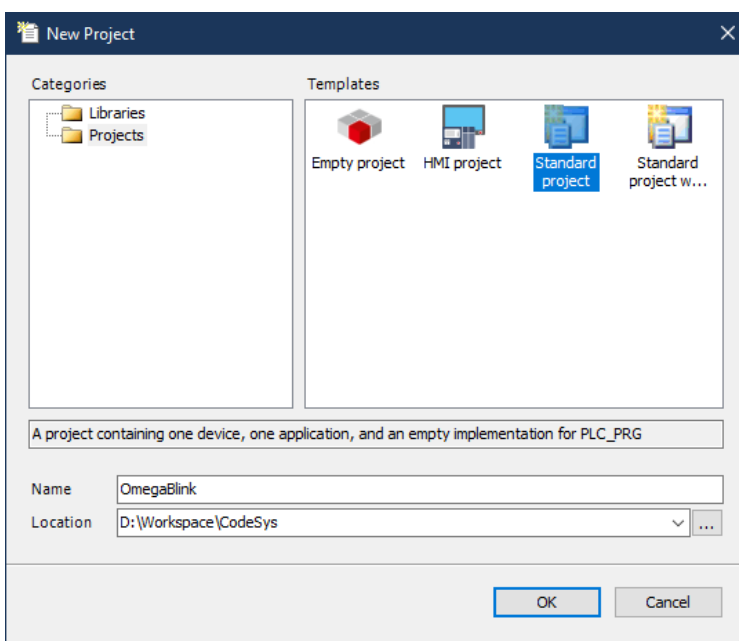 New Project
Categories
Templates
Libraries
Projects
Empty project
HMI project
Standard
project
Standard
project w...
A project containing one device, one application, and an empty implementation for PLC_PRG
Name
OmegaBlink
Location
D:\Workspace\CodeSys
...
OK
Cancel